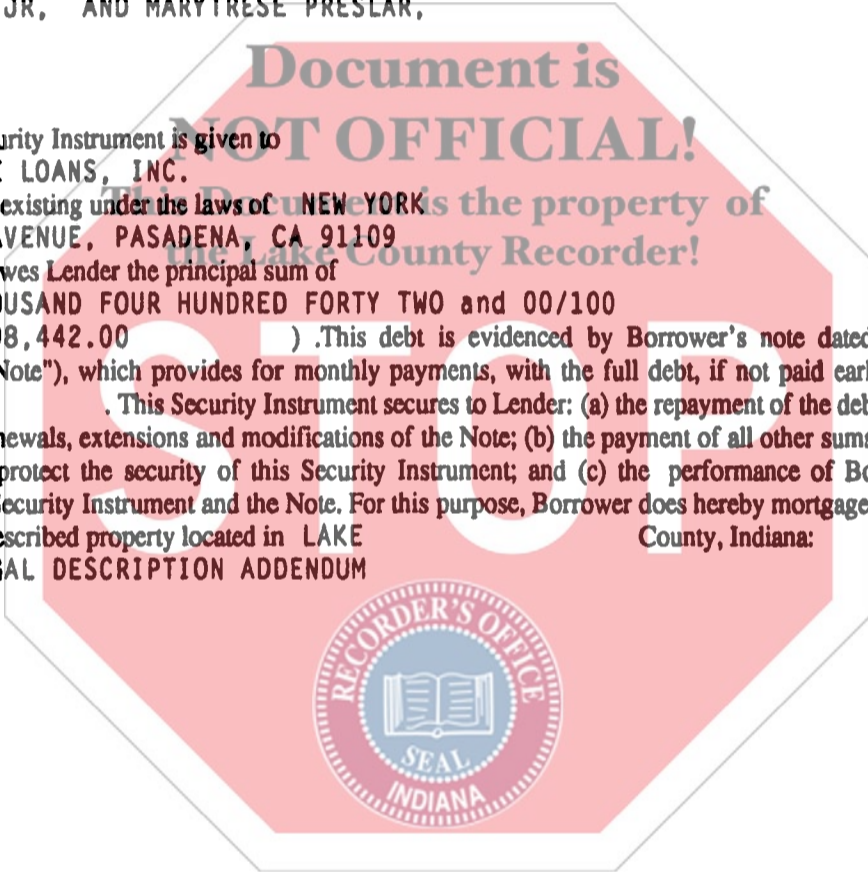 JR, AND MARYTRESE PRESLAR,
Document is
NOT OFFICIAL!
This Document is the property of
the Lake County Recorder!
urity Instrument is given to
LOANS, INC.
existing under the laws of NEW YORK
AVENUE, PASADENA, CA 91109
wes Lender the principal sum of
OUSAND FOUR HUNDRED FORTY TWO and 00/100
8,442.00 ) .This debt is evidenced by Borrower's note dated
Note"), which provides for monthly payments, with the full debt, if not paid earl
. This Security Instrument secures to Lender: (a) the repayment of the deb
newals, extensions and modifications of the Note; (b) the payment of all other sums
protect the security of this Security Instrument; and (c) the performance of Bo
Security Instrument and the Note. For this purpose, Borrower does hereby mortgage
scribed property located in LAKE County, Indiana:
GAL DESCRIPTION ADDENDUM
STOP
RECORDER'S OFFICE
SEAL
INDIANA